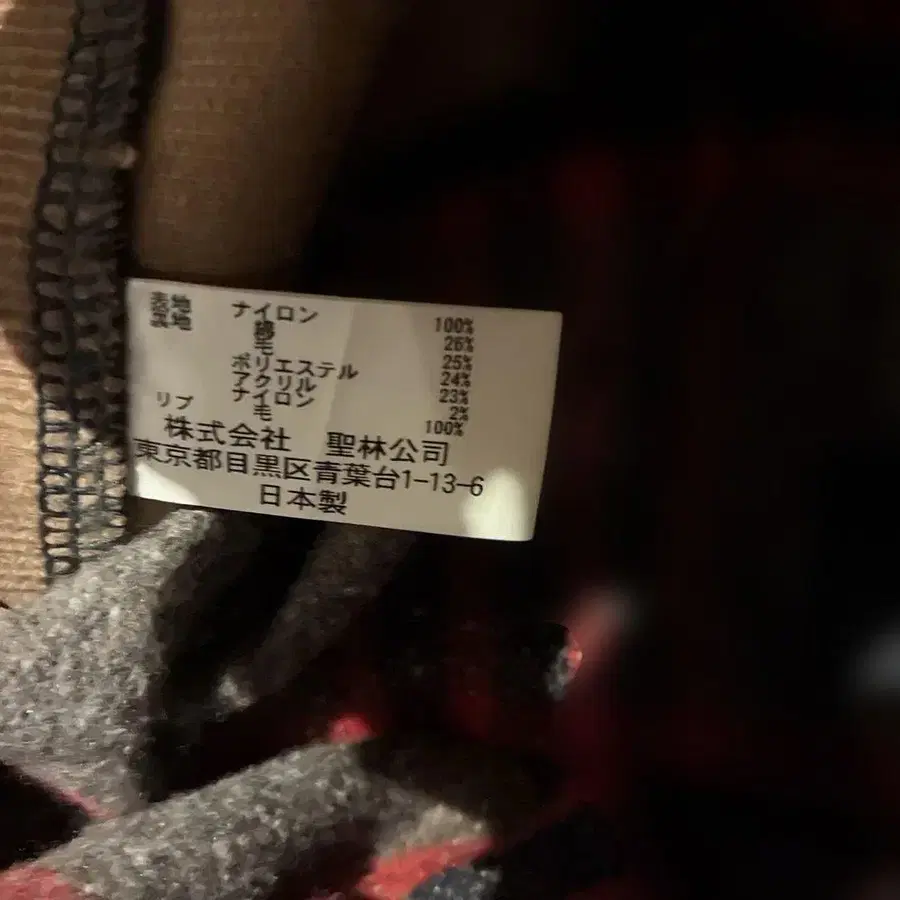 表地 ナイロン 100%
裏地 綿 26%
毛 25%
ポリエステル 24%
アクリル 23%
ナイロン 2%
リブ 毛 100%
株式会社 聖林公司
東京都目黒区青葉台1-13-6
日本製